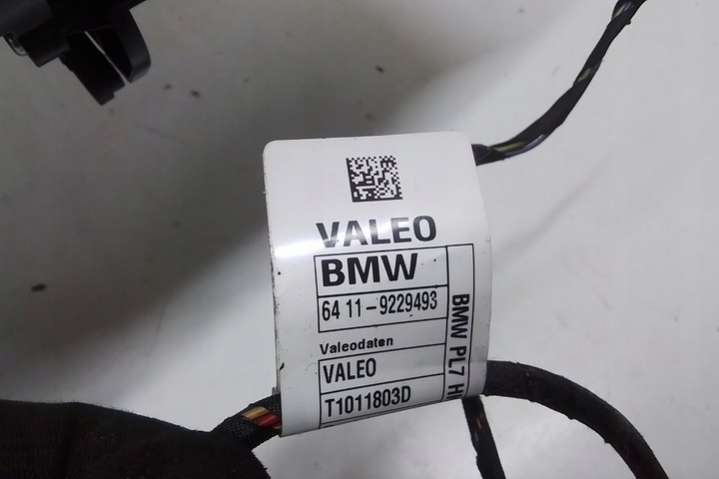 VALEO
BMW
64 11-9229493
Valeodaten
VALEO
T1011803D
BMW PL7